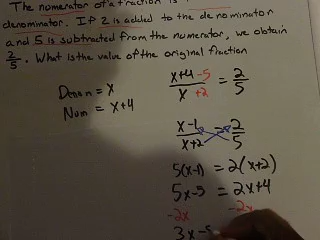 The numerator of a fraction is
denominator. If 2 is added to the denominator
and 5 is subtracted from the numerator, we obtain
2/5. What is the value of the original fraction
Denom = x
Num = x+4
x+4-5 / x+2 = 2/5
x-1 / x+2 = 2/5
5(x-1) = 2(x+2)
5x-5 = 2x+4
-2x -2x
3x-5